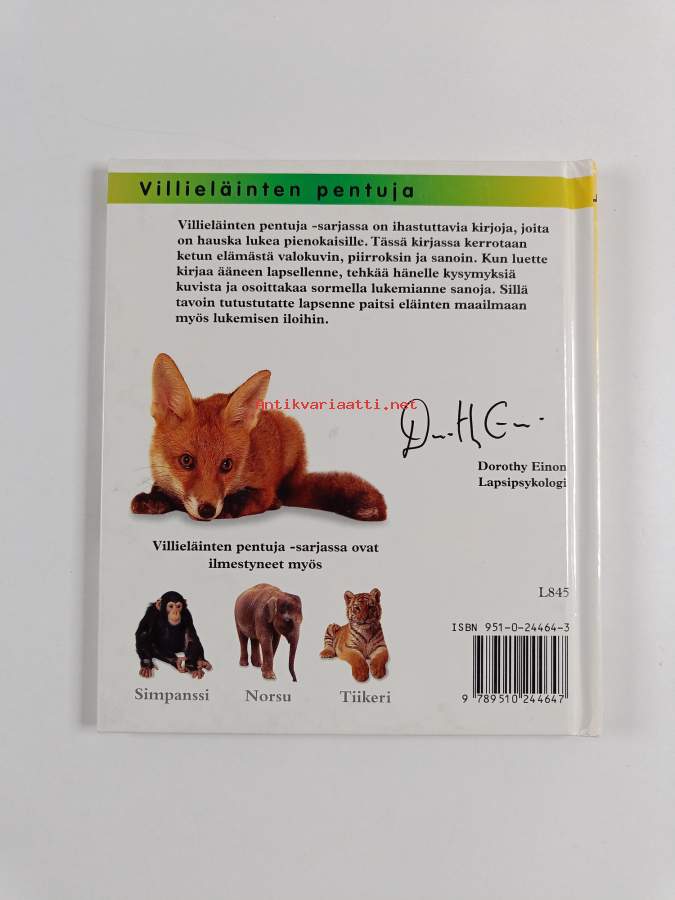 Villieläinten pentuja
Villieläinten pentuja -sarjassa on ihastuttavia kirjoja, joita
on hauska lukea pienokaisille. Tässä kirjassa kerrotaan
ketun elämästä valokuvin, piirroksin ja sanoin. Kun luette
kirjaa ääneen lapsellenne, tehkää hänelle kysymyksiä
kuvista ja osoittakaa sormella lukemianne sanoja. Sillä
tavoin tutustutatte lapsenne paitsi eläinten maailmaan
myös lukemisen iloihin.
Antikvariaatti.net
Dorothy Einon
Lapsipsykologi
Villieläinten pentuja -sarjassa ovat
ilmestyneet myös
Simpanssi
Norsu
Tiikeri
L845
ISBN 951-0-24464-3
9 789510 244647